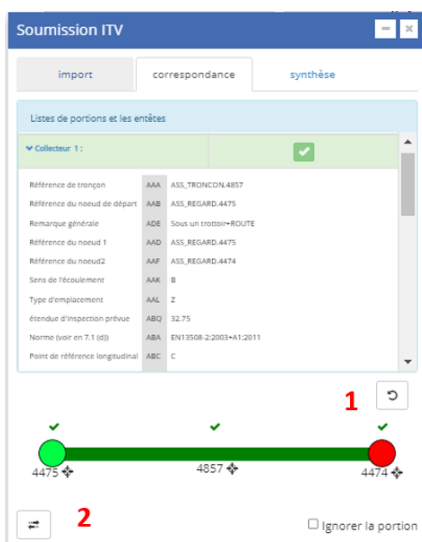 Soumission ITV
import correspondance synthèse
Listes de portions et les entêtes
Collecteur 1 :
Référence de tronçon AAA ASS_TRONCON.4857
Référence du noeud de départ AAB ASS_REGARD.4475
Remarque générale ADE Sous un trottoir+ROUTE
Référence du noeud 1 AAD ASS_REGARD.4475
Référence du noeud2 AAF ASS_REGARD.4474
Sens de l'écoulement AAK B
Type d'emplacement AAL Z
étendue d'inspection prévue ABQ 32.75
Norme (voir en 7.1 (d)) ABA EN13508-2:2003+A1:2011
Point de référence longitudinal ABC C
1
4475 4857 4474
2 Ignorer la portion